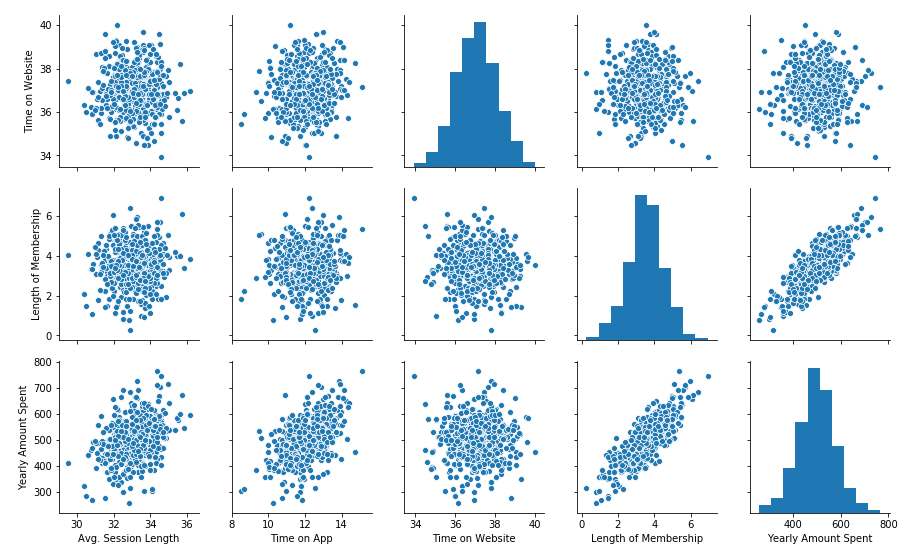 40
38
36
34
Time on Website
6
4
2
0
Length of Membership
800
700
600
500
400
300
Yearly Amount Spent
30 32 34 36
8 10 12 14
34 36 38 40
0 2 4 6
400 600 800
Avg. Session Length Time on App Time on Website Length of Membership Yearly Amount Spent